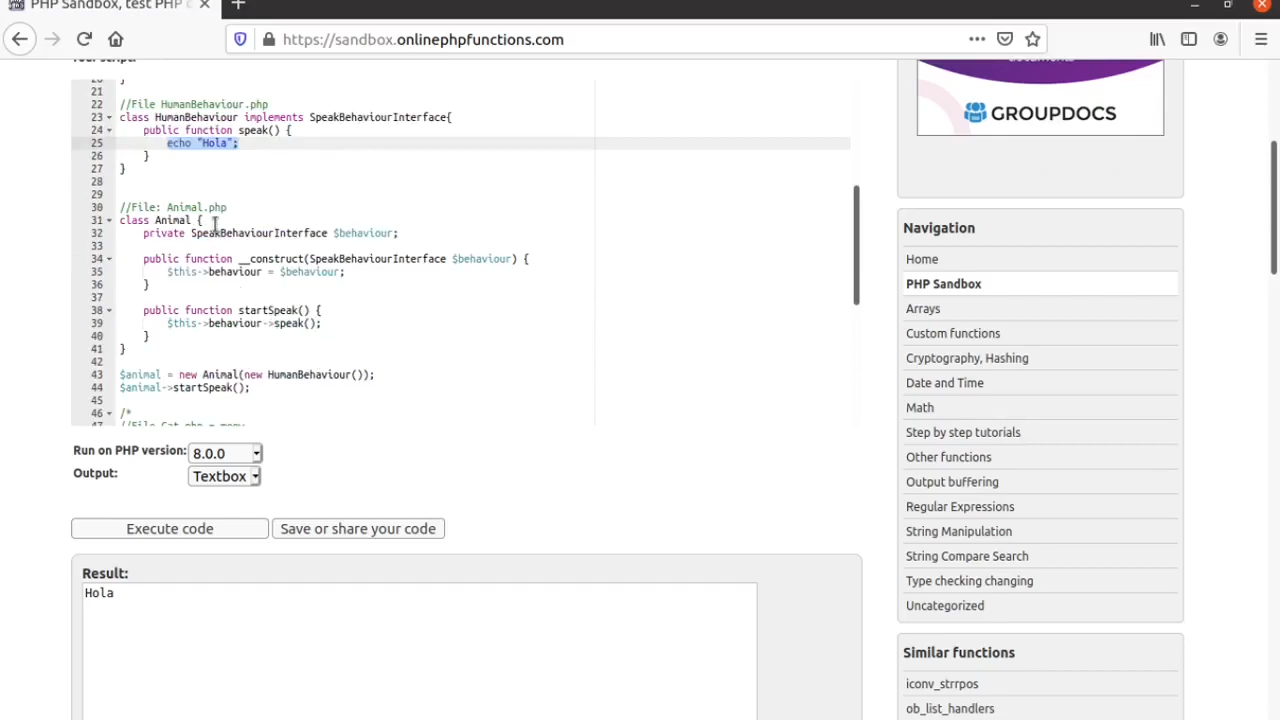 PHP Sandbox, test PHP
https://sandbox.onlinephpfunctions.com
21
22 //File HumanBehaviour.php
23 class HumanBehaviour implements SpeakBehaviourInterface{
24 public function speak() {
25 echo "Hola";
26 }
27 }
28
29
30 //File: Animal.php
31 class Animal {
32 private SpeakBehaviourInterface $behaviour;
33
34 public function __construct(SpeakBehaviourInterface $behaviour) {
35 $this->behaviour = $behaviour;
36 }
37
38 public function startSpeak() {
39 $this->behaviour->speak();
40 }
41 }
42
43 $animal = new Animal(new HumanBehaviour());
44 $animal->startSpeak();
45
46 /*
Run on PHP version: 8.0.0
Output: Textbox
Execute code
Save or share your code
Result:
Hola
GROUPDOCS
Navigation
Home
PHP Sandbox
Arrays
Custom functions
Cryptography, Hashing
Date and Time
Math
Step by step tutorials
Other functions
Output buffering
Regular Expressions
String Manipulation
String Compare Search
Type checking changing
Uncategorized
Similar functions
iconv_strrpos
ob_list_handlers